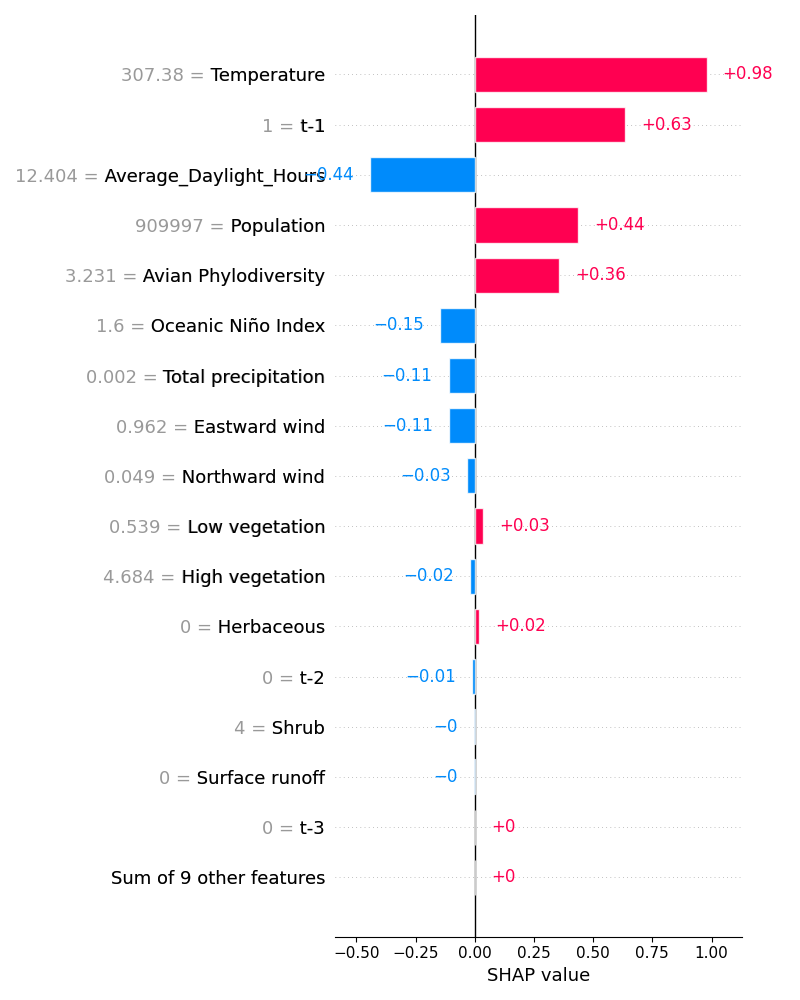 307.38 = Temperature +0.98
1 = t-1 +0.63
12.404 = Average_Daylight_Hours −0.44
909997 = Population +0.44
3.231 = Avian Phylodiversity +0.36
1.6 = Oceanic Niño Index −0.15
0.002 = Total precipitation −0.11
0.962 = Eastward wind −0.11
0.049 = Northward wind −0.03
0.539 = Low vegetation +0.03
4.684 = High vegetation −0.02
0 = Herbaceous +0.02
0 = t-2 −0.01
4 = Shrub −0
0 = Surface runoff −0
0 = t-3 +0
Sum of 9 other features +0
−0.50 −0.25 0.00 0.25 0.50 0.75 1.00
SHAP value